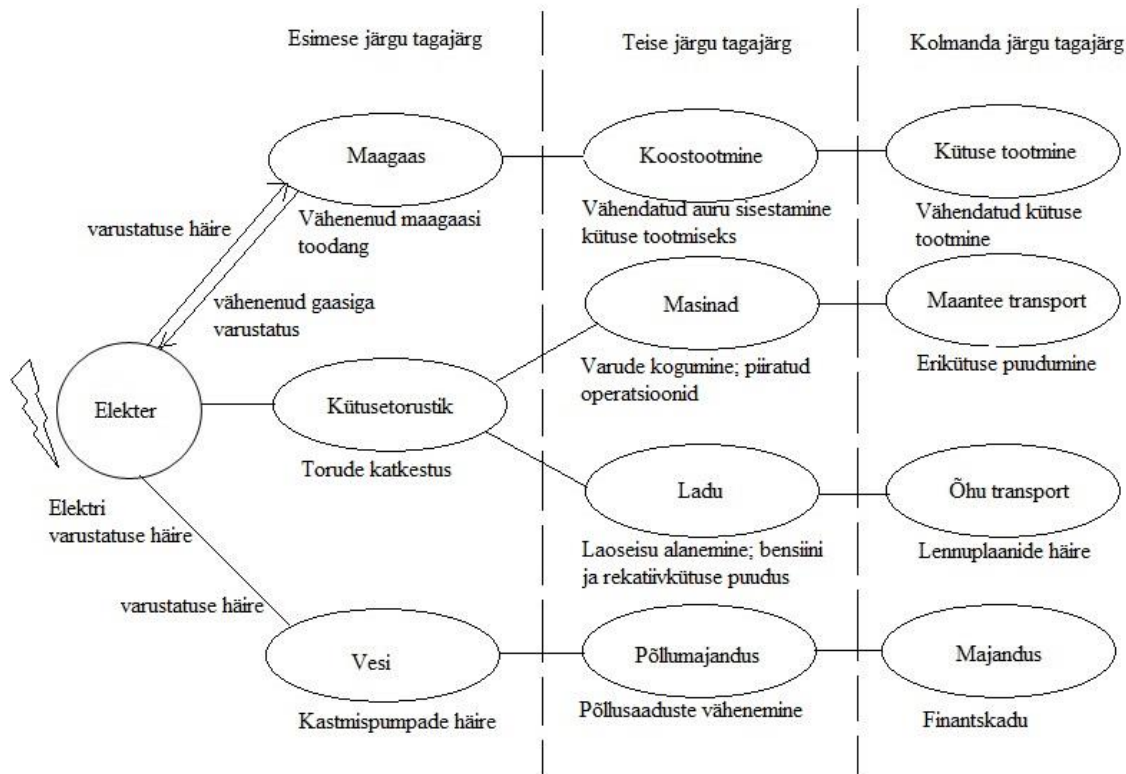 Esimese järgu tagajärg
Teise järgu tagajärg
Kolmanda järgu tagajärg
Maagaas
Koostootmine
Kütuse tootmine
varustatuse häire
Vähenenud maagaasi
toodang
Vähendatud auru sisestamine
kütuse tootmiseks
Vähendatud kütuse
tootmine
vähenenud gaasiga
varustatus
Masinad
Maantee transport
Varude kogumine; piiratud
operatsioonid
Erikütuse puudumine
Elekter
Kütusetorustik
Torude katkestus
Elektri
varustatuse häire
Ladu
Õhu transport
Laoseisu alanemine; bensiini
ja rekatiivkütuse puudus
Lennuplaanide häire
varustatuse häire
Vesi
Põllumajandus
Majandus
Kastmispumpade häire
Põllusaaduste vähenemine
Finantskadu